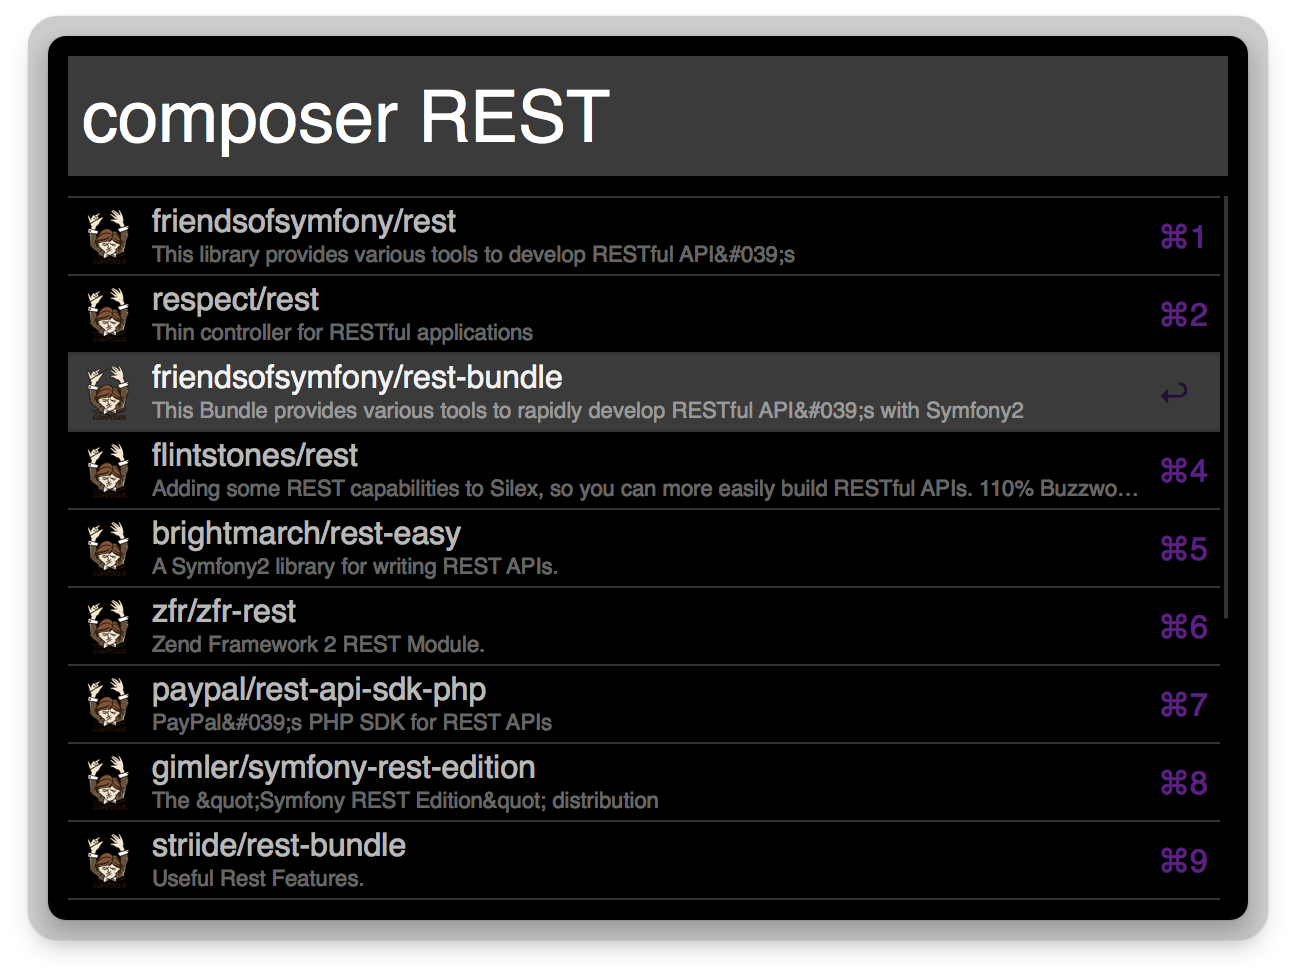 composer REST
friendsofsymfony/rest
This library provides various tools to develop RESTful API&#039;s
⌘1
respect/rest
Thin controller for RESTful applications
⌘2
friendsofsymfony/rest-bundle
This Bundle provides various tools to rapidly develop RESTful API&#039;s with Symfony2
↩
flintstones/rest
Adding some REST capabilities to Silex, so you can more easily build RESTful APIs. 110% Buzzwo…
⌘4
brightmarch/rest-easy
A Symfony2 library for writing REST APIs.
⌘5
zfr/zfr-rest
Zend Framework 2 REST Module.
⌘6
paypal/rest-api-sdk-php
PayPal&#039;s PHP SDK for REST APIs
⌘7
gimler/symfony-rest-edition
The &quot;Symfony REST Edition&quot; distribution
⌘8
striide/rest-bundle
Useful Rest Features.
⌘9